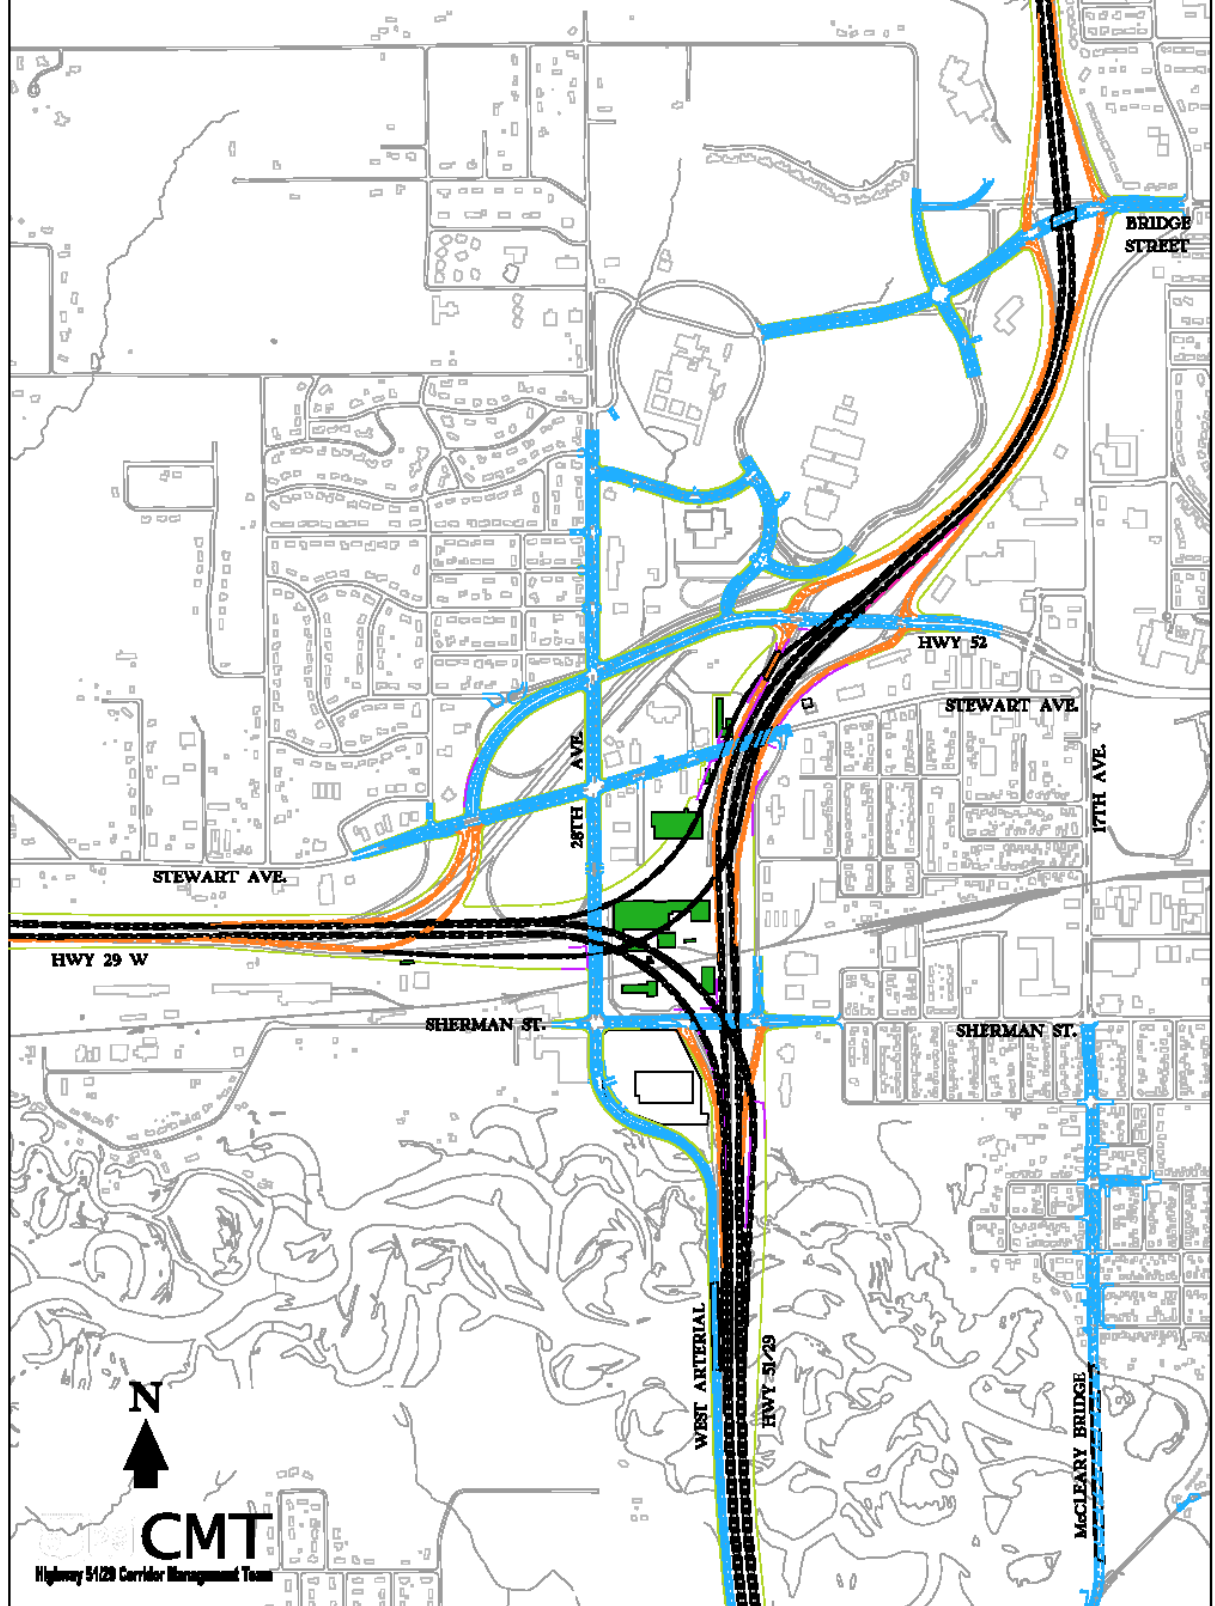 BRIDGE
STREET
HWY 52
STEWART AVE.
28TH AVE.
17TH AVE.
STEWART AVE.
HWY 29 W
SHERMAN ST.
SHERMAN ST.
WEST ARTERIAL
HWY 51/29
McCLEARY BRIDGE
N
CMT
Highway 51/29 Corridor Management Team